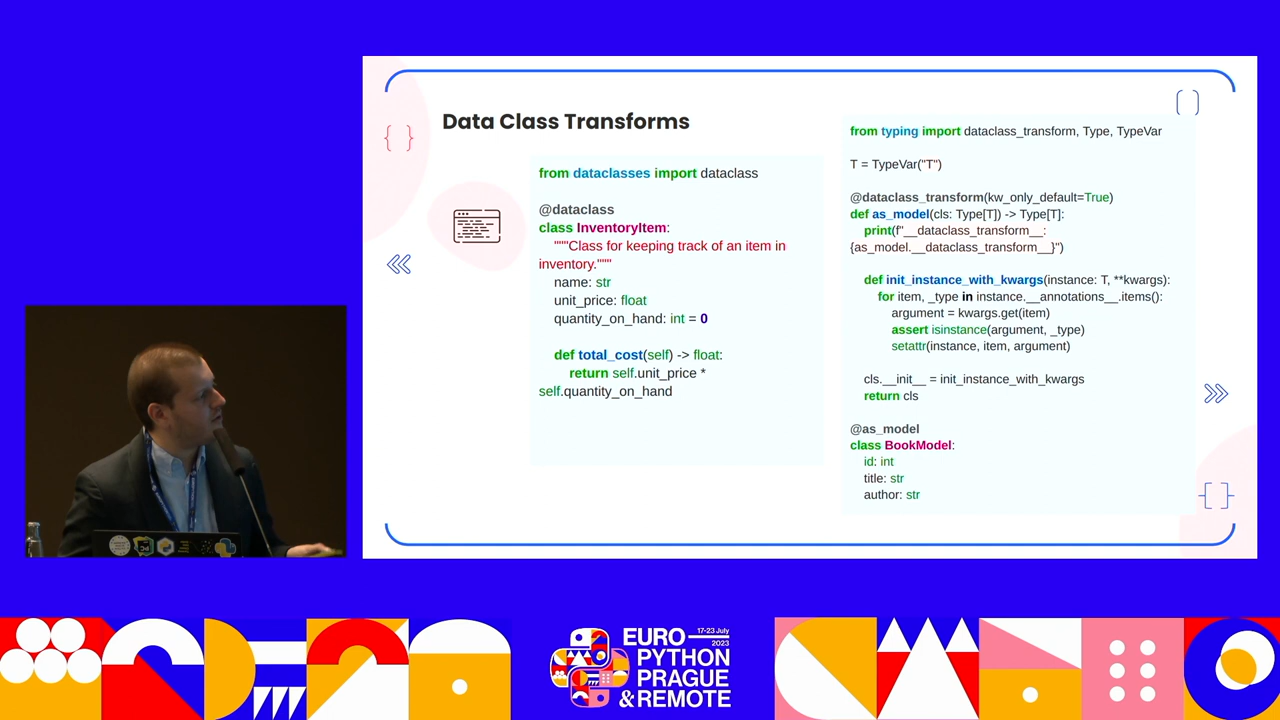 Data Class Transforms
from dataclasses import dataclass
@dataclass
class InventoryItem:
"""Class for keeping track of an item in
inventory."""
name: str
unit_price: float
quantity_on_hand: int = 0
def total_cost(self) -> float:
return self.unit_price *
self.quantity_on_hand
from typing import dataclass_transform, Type, TypeVar
T = TypeVar("T")
@dataclass_transform(kw_only_default=True)
def as_model(cls: Type[T]) -> Type[T]:
print(f"__dataclass_transform__:
{as_model.__dataclass_transform__}")
def init_instance_with_kwargs(instance: T, **kwargs):
for item, _type in instance.__annotations__.items():
argument = kwargs.get(item)
assert isinstance(argument, _type)
setattr(instance, item, argument)
cls.__init__ = init_instance_with_kwargs
return cls
@as_model
class BookModel:
id: int
title: str
author: str
EURO 17-23 July
2023
PYTHON
PRAGUE
& REMOTE